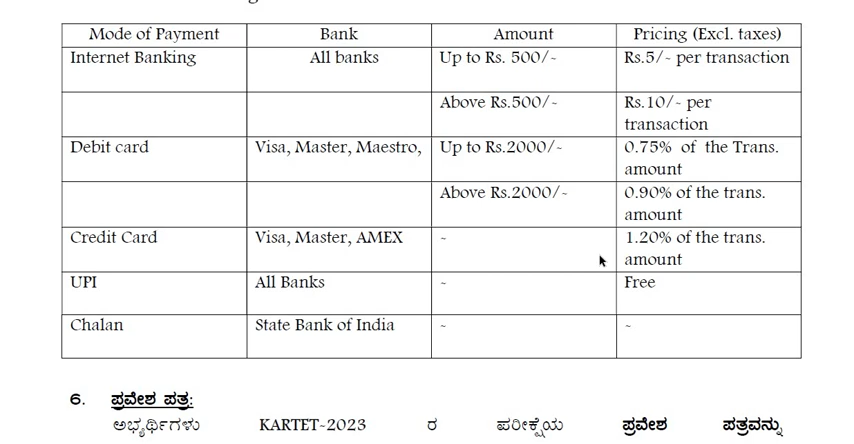 Mode of Payment Bank Amount Pricing (Excl. taxes)
Internet Banking All banks Up to Rs. 500/~ Rs.5/~ per transaction
Above Rs.500/~ Rs.10/~ per
transaction
Debit card Visa, Master, Maestro, Up to Rs.2000/~ 0.75% of the Trans.
amount
Above Rs.2000/~ 0.90% of the trans.
amount
Credit Card Visa, Master, AMEX ~ 1.20% of the trans.
amount
UPI All Banks ~ Free
Chalan State Bank of India ~ ~
6. ಪ್ರವೇಶ ಪತ್ರ:
ಅಭ್ಯರ್ಥಿಗಳು KARTET-2023 ರ ಪರೀಕ್ಷೆಯ ಪ್ರವೇಶ ಪತ್ರವನ್ನು